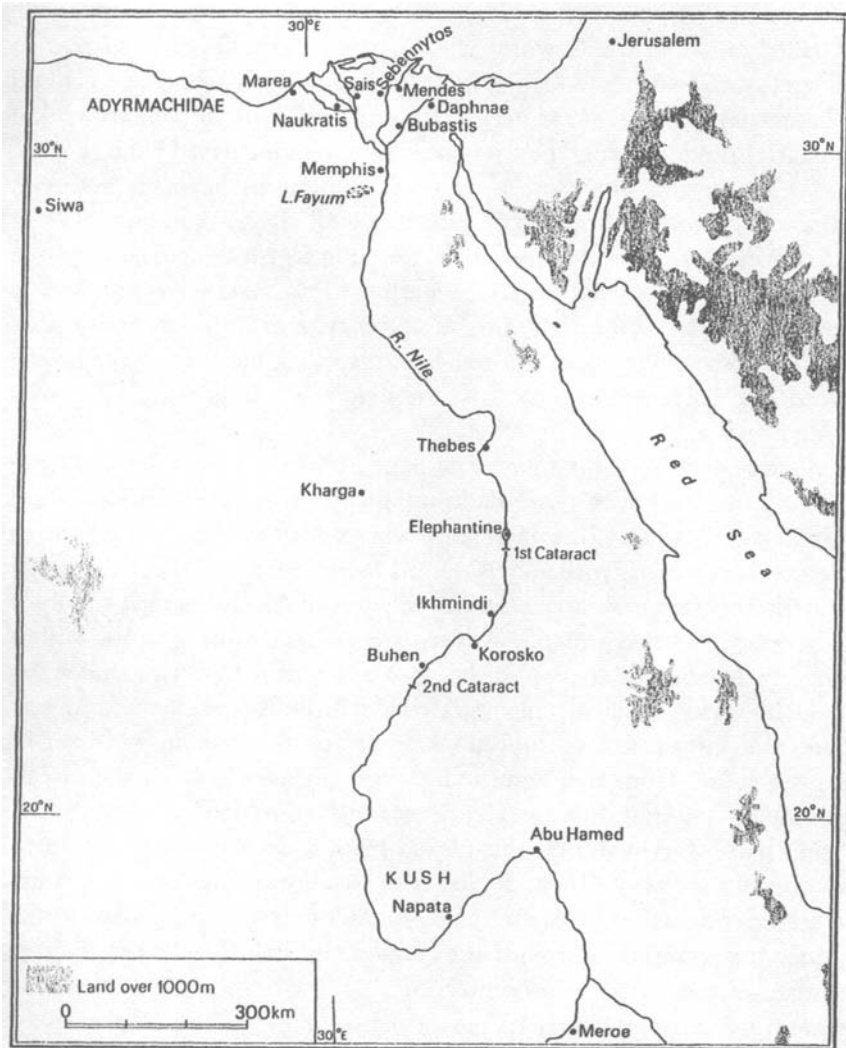 30°E
Jerusalem
Sebennytos
Sais
Mendes
Marea
ADYRMACHIDAE
Daphnae
Naukratis
Bubastis
30°N
30°N
Memphis
L.Fayum
Siwa
R. Nile
Thebes
Red Sea
Kharga
Elephantine
1st Cataract
Ikhmindi
Korosko
Buhen
2nd Cataract
20°N
20°N
Abu Hamed
KUSH
Napata
Land over 1000m
0 300km
30°E
Meroe